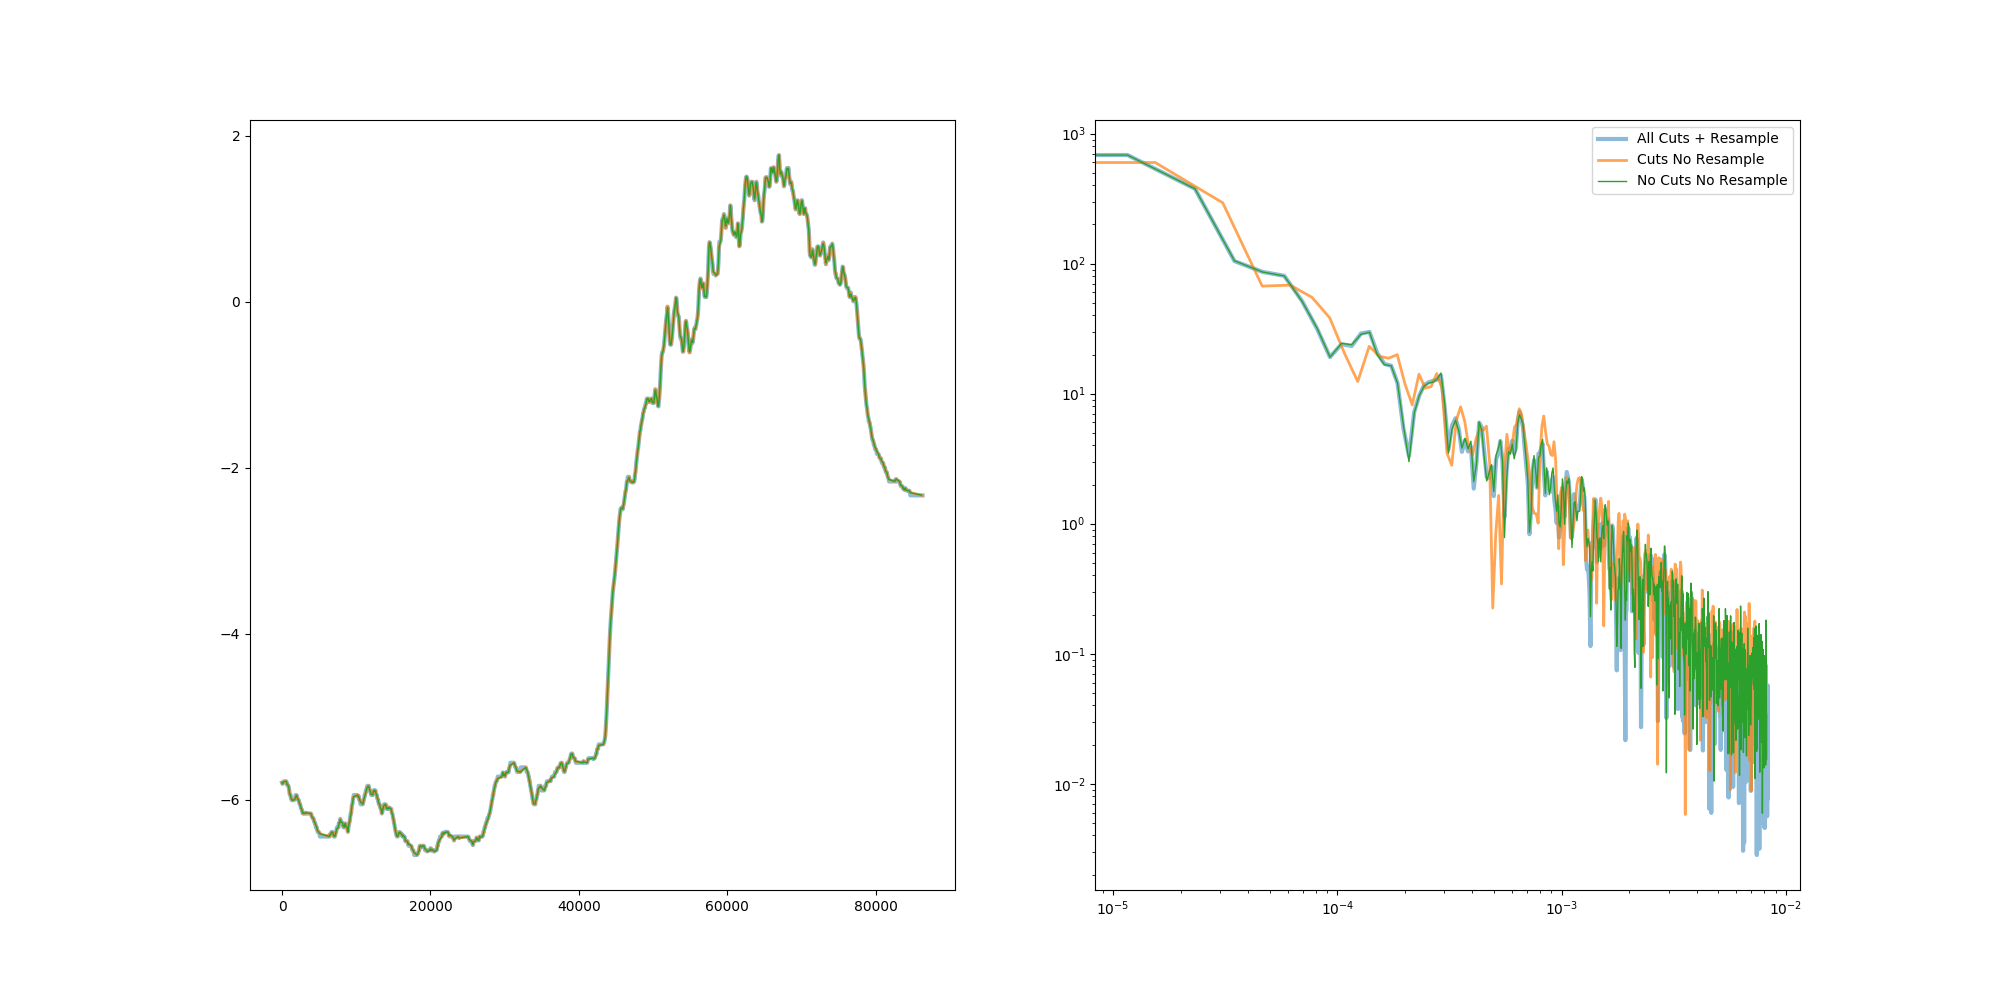 2
0
−2
−4
−6
0 20000 40000 60000 80000
10³
10²
10¹
10⁰
10⁻¹
10⁻²
10⁻⁵ 10⁻⁴ 10⁻³ 10⁻²
All Cuts + Resample
Cuts No Resample
No Cuts No Resample